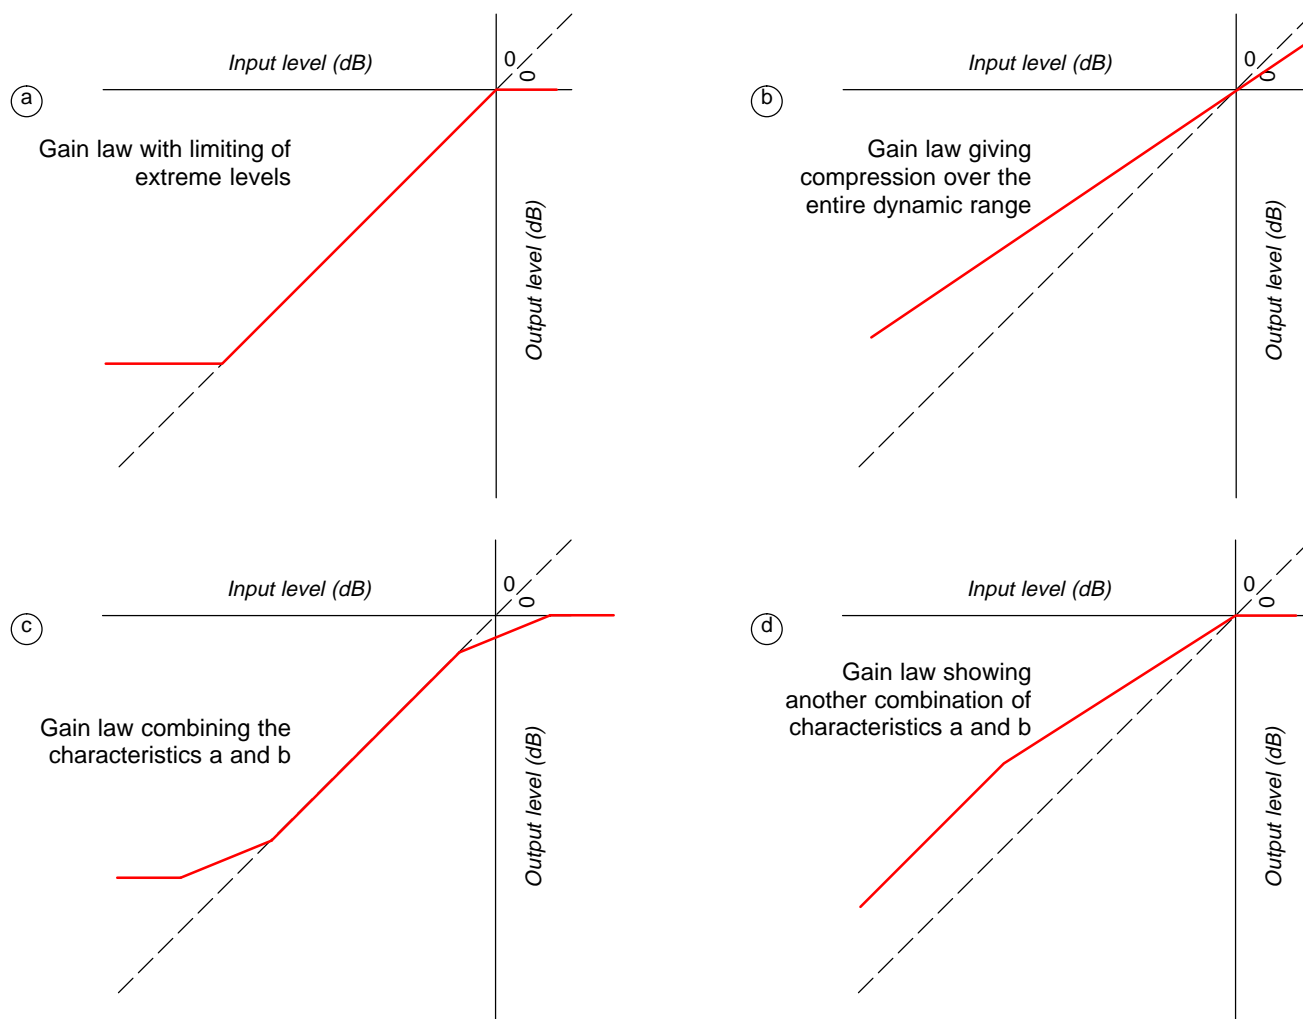 Input level (dB)
0
0
a
Gain law with limiting of
extreme levels
Output level (dB)
Input level (dB)
0
0
b
Gain law giving
compression over the
entire dynamic range
Output level (dB)
Input level (dB)
0
0
c
Gain law combining the
characteristics a and b
Output level (dB)
Input level (dB)
0
0
d
Gain law showing
another combination of
characteristics a and b
Output level (dB)